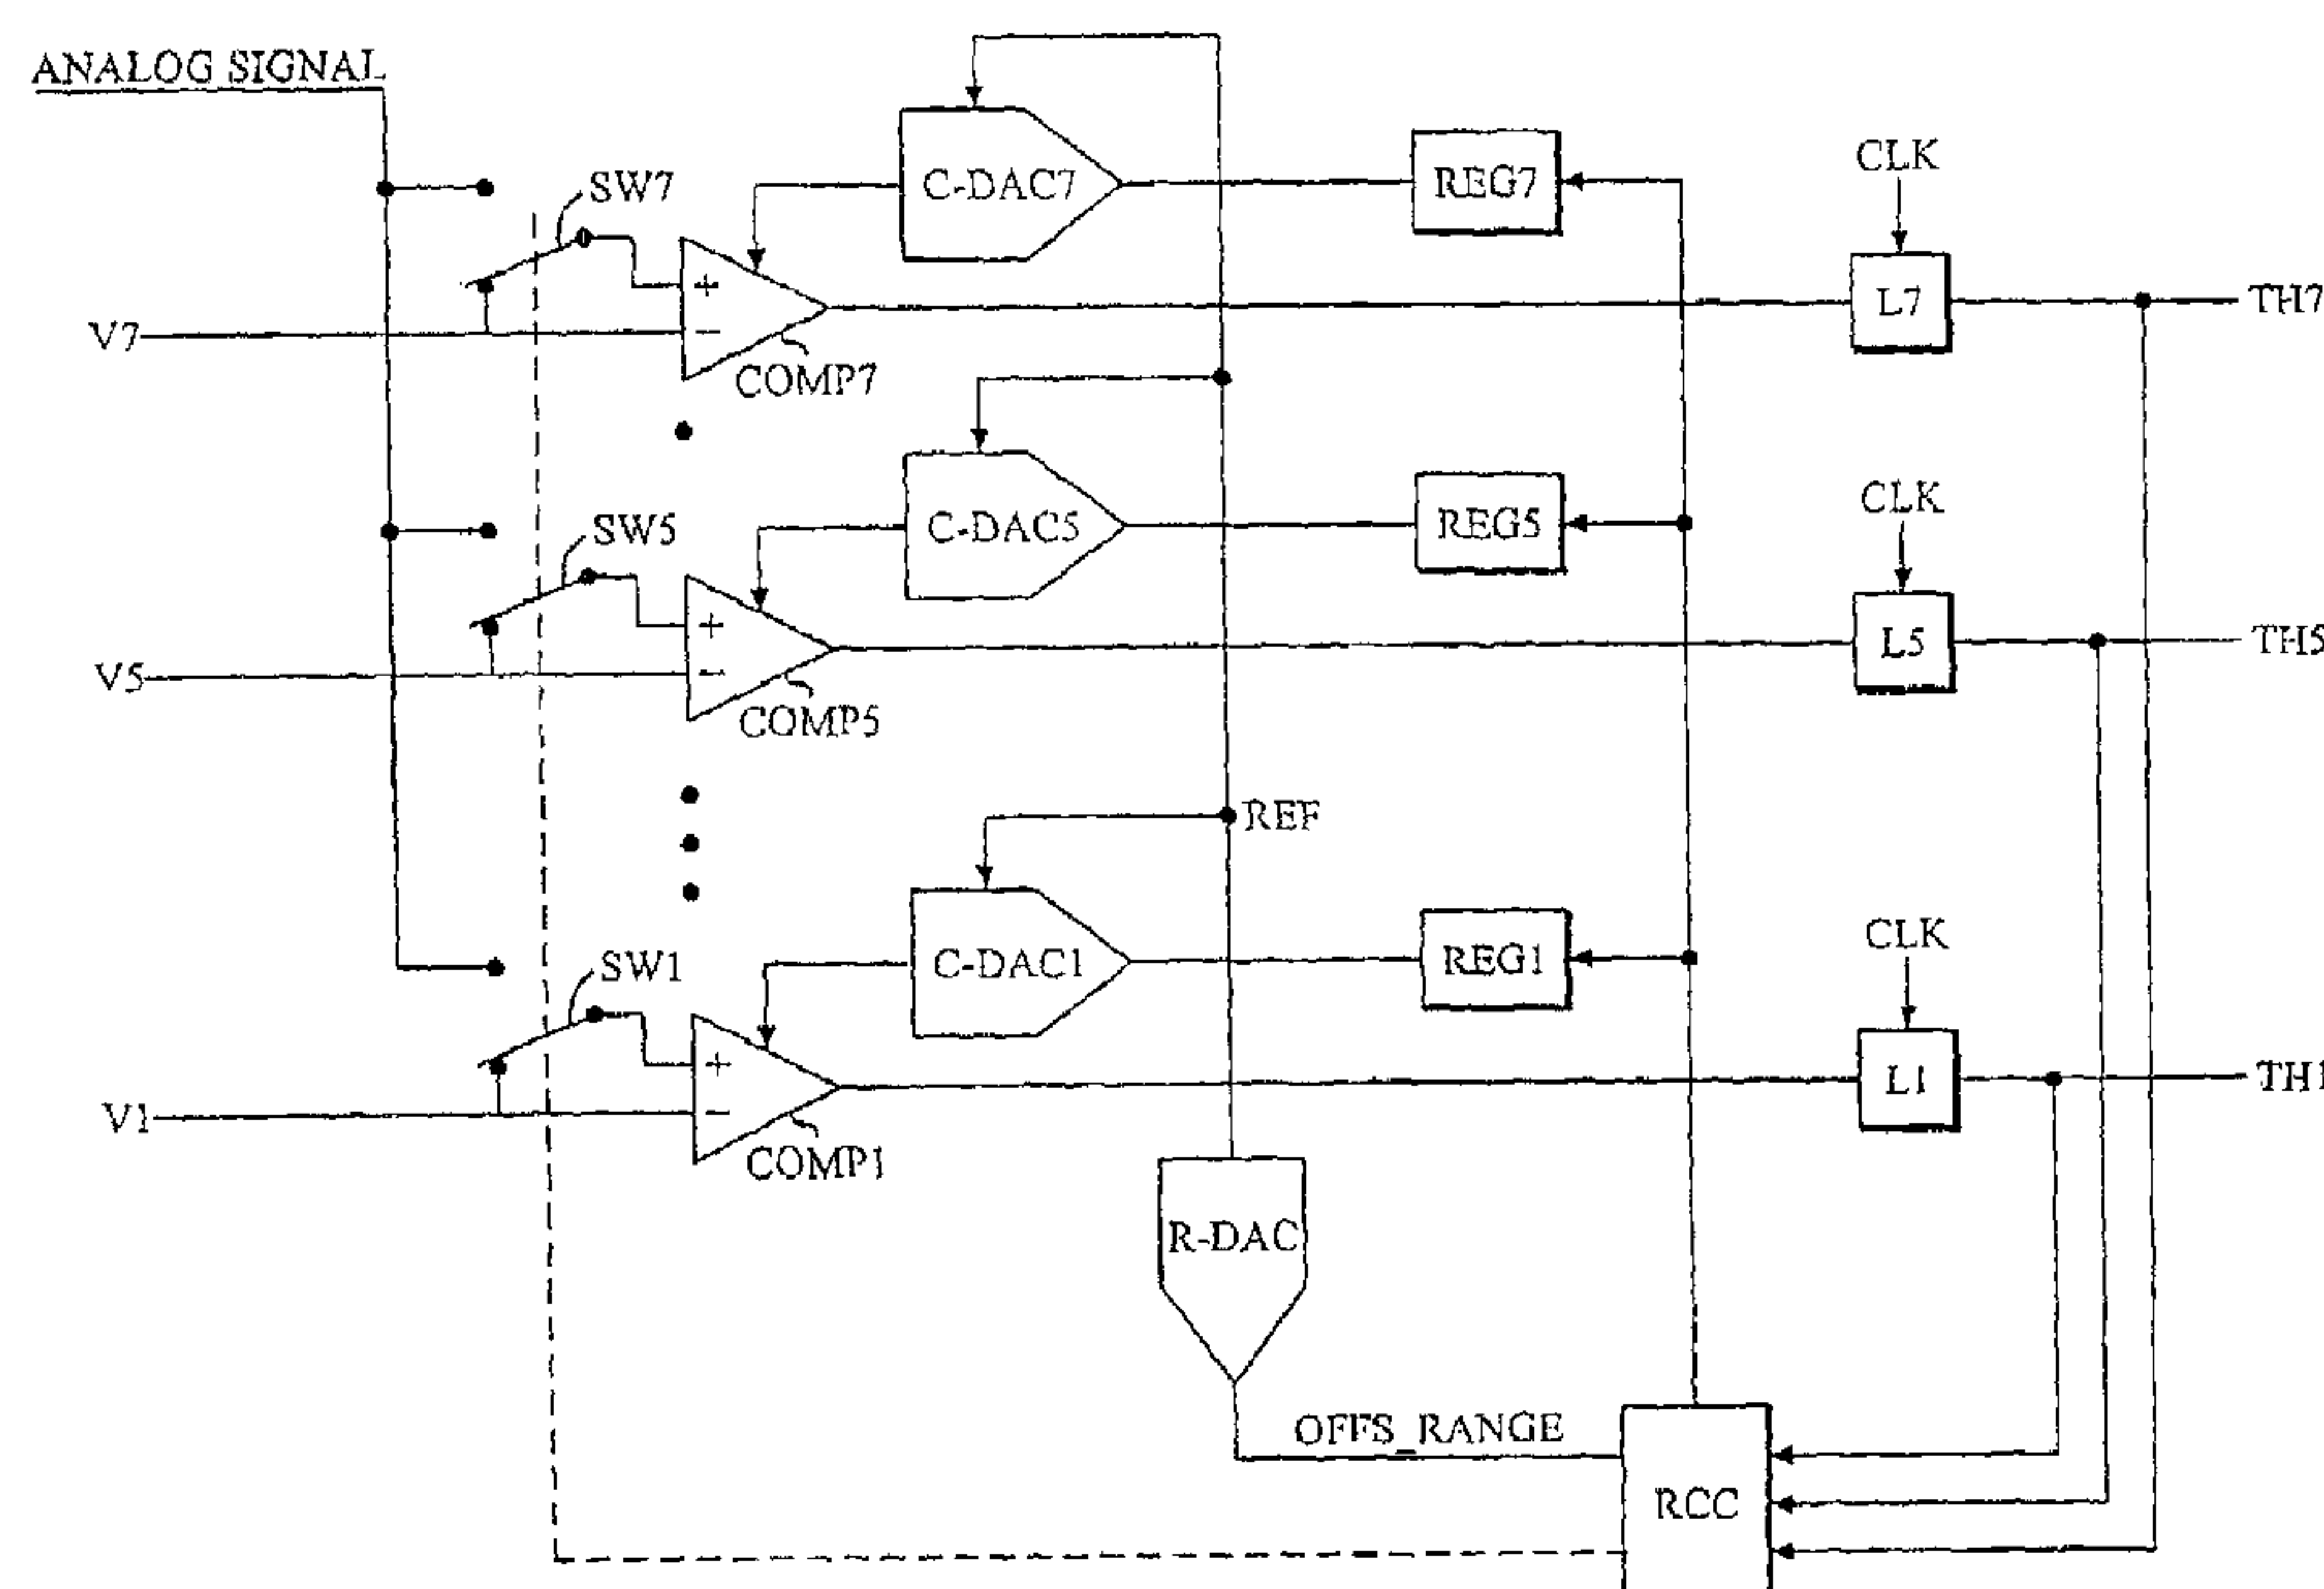 ANALOG SIGNAL
CLK
SW7
C-DAC7
REG7
+
L7
TH7
V7
−
COMP7
CLK
SW5
C-DAC5
REG5
+
L5
TH5
V5
−
COMP5
REF
CLK
SW1
C-DAC1
REG1
+
L1
TH1
V1
−
COMP1
R-DAC
OFFS_RANGE
RCC